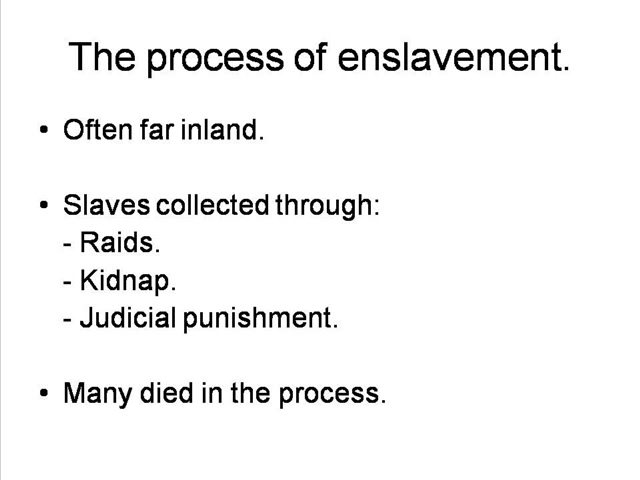 The process of enslavement.
• Often far inland.
• Slaves collected through:
- Raids.
- Kidnap.
- Judicial punishment.
• Many died in the process.